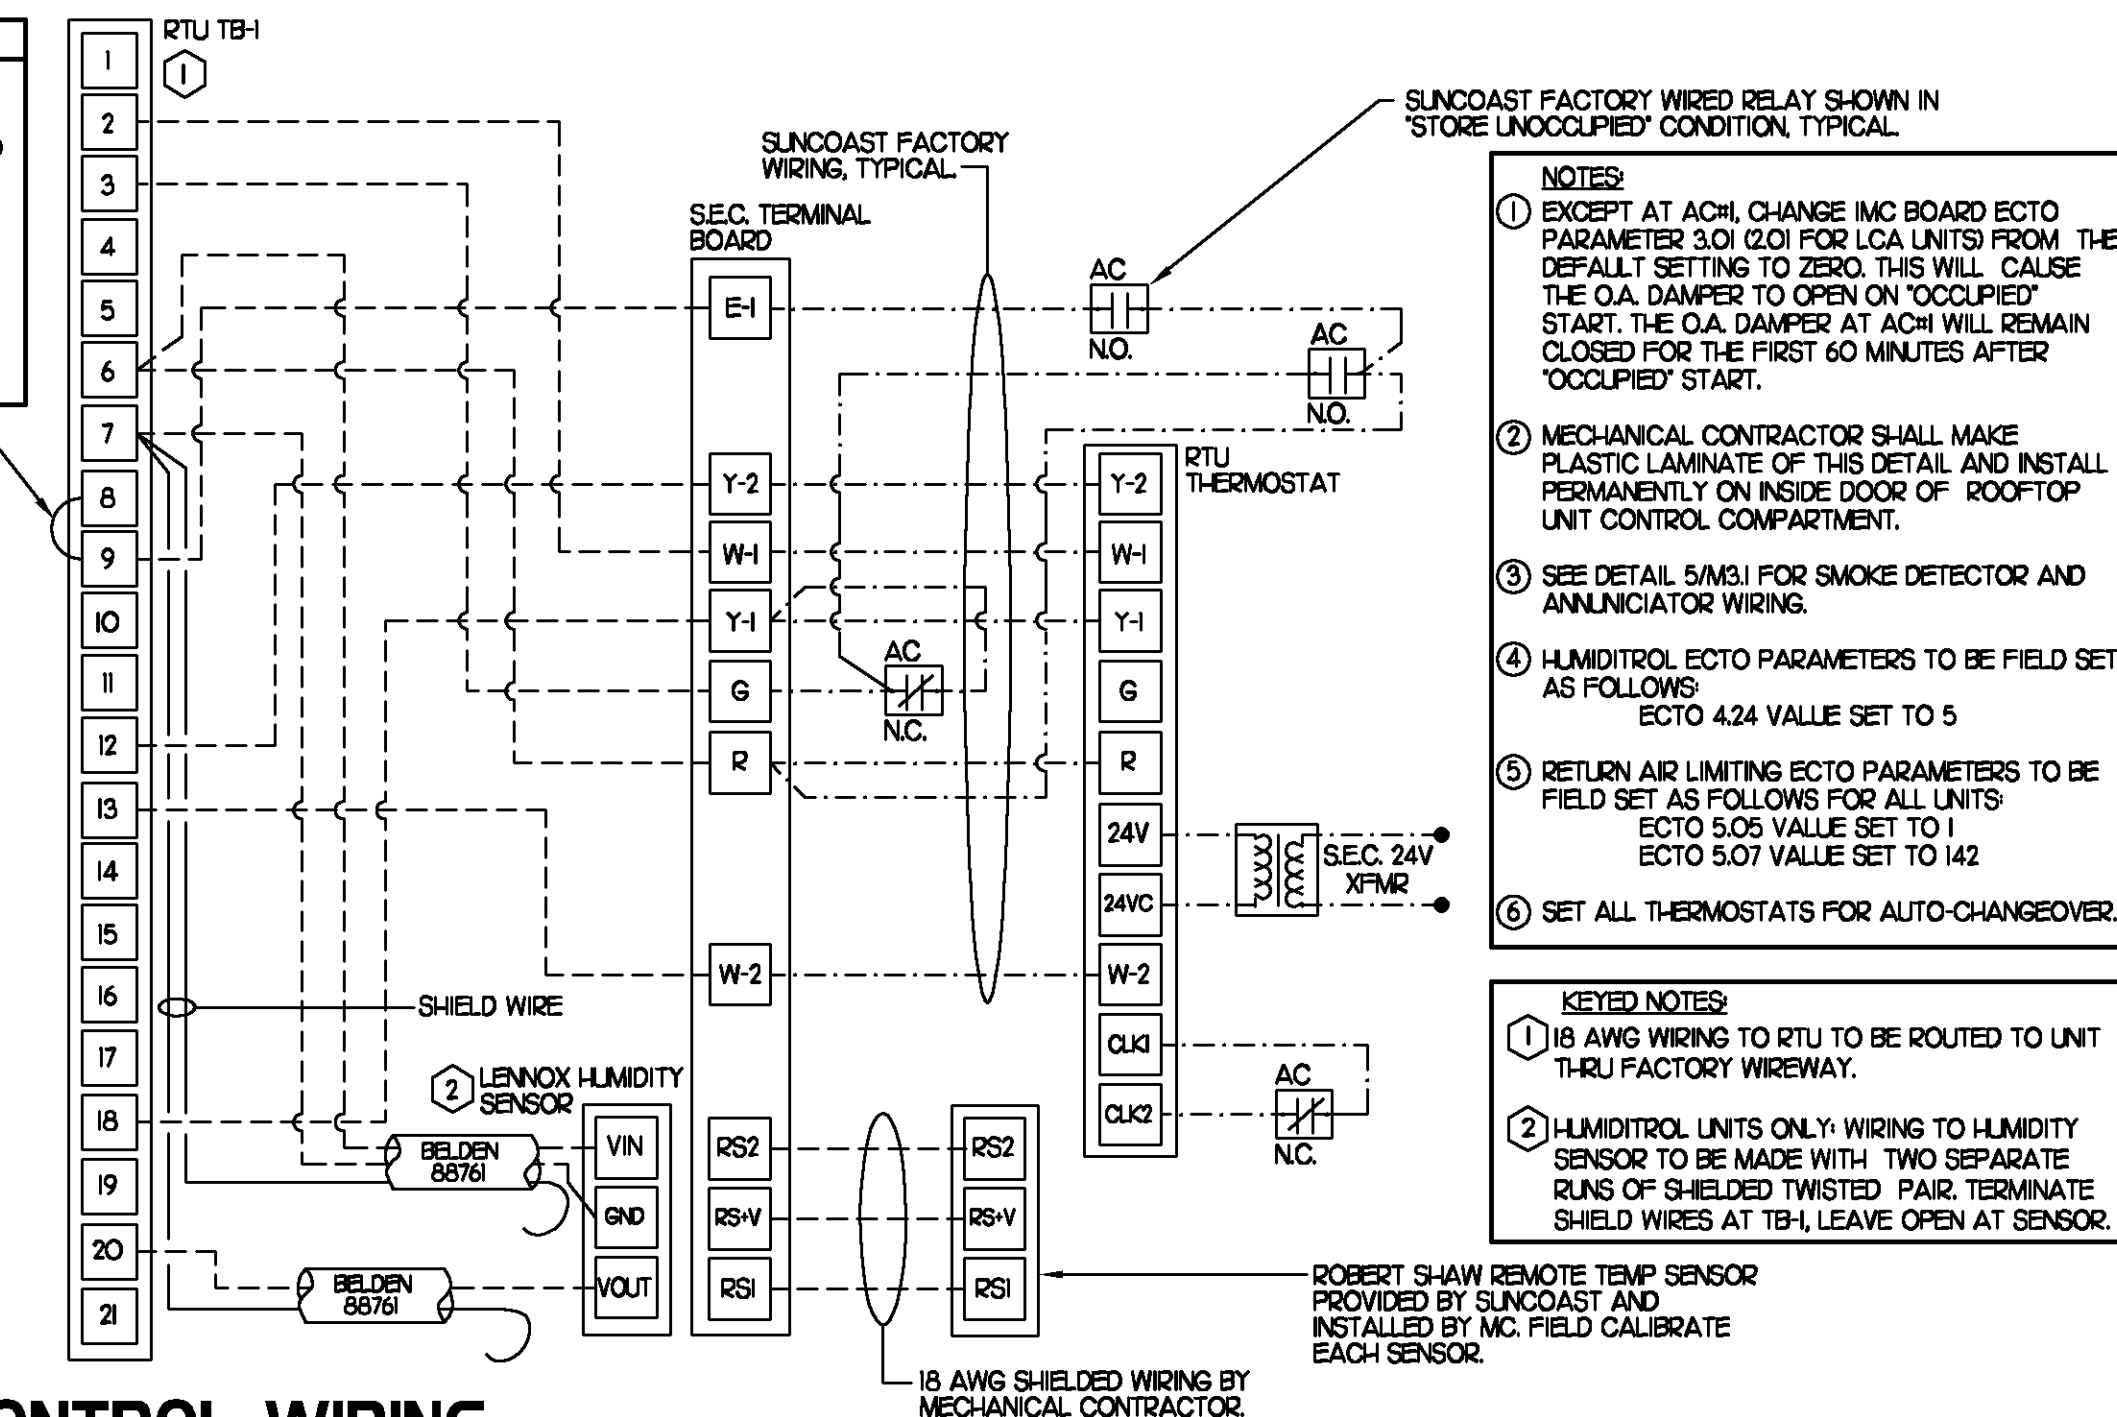 RTU TB-1
1
1
2
3
4
5
6
7
8
9
10
11
12
13
14
15
16
17
18
19
20
21
SUNCOAST FACTORY
WIRING, TYPICAL.
S.E.C. TERMINAL
BOARD
E-1
Y-2
W-1
Y-1
G
R
W-2
RS2
RS+V
RS1
SUNCOAST FACTORY WIRED RELAY SHOWN IN
"STORE UNOCCUPIED" CONDITION, TYPICAL.
AC
N.O.
AC
N.O.
AC
N.C.
RTU
THERMOSTAT
Y-2
W-1
Y-1
G
R
24V
24VC
W-2
CLK1
CLK2
S.E.C. 24V
XFMR
AC
N.C.
SHIELD WIRE
2
LENNOX HUMIDITY
SENSOR
BELDEN
88761
VIN
GND
VOUT
BELDEN
88761
RS2
RS+V
RS1
ROBERT SHAW REMOTE TEMP SENSOR
PROVIDED BY SUNCOAST AND
INSTALLED BY MC. FIELD CALIBRATE
EACH SENSOR.
18 AWG SHIELDED WIRING BY
MECHANICAL CONTRACTOR.
NOTES:
1 EXCEPT AT AC#1, CHANGE IMC BOARD ECTO
PARAMETER 3.01 (2.01 FOR LCA UNITS) FROM THE
DEFAULT SETTING TO ZERO. THIS WILL CAUSE
THE O.A. DAMPER TO OPEN ON "OCCUPIED"
START. THE O.A. DAMPER AT AC#1 WILL REMAIN
CLOSED FOR THE FIRST 60 MINUTES AFTER
"OCCUPIED" START.
2 MECHANICAL CONTRACTOR SHALL MAKE
PLASTIC LAMINATE OF THIS DETAIL AND INSTALL
PERMANENTLY ON INSIDE DOOR OF ROOFTOP
UNIT CONTROL COMPARTMENT.
3 SEE DETAIL 5/M3.1 FOR SMOKE DETECTOR AND
ANNUNICIATOR WIRING.
4 HUMIDITROL ECTO PARAMETERS TO BE FIELD SET
AS FOLLOWS:
ECTO 4.24 VALUE SET TO 5
5 RETURN AIR LIMITING ECTO PARAMETERS TO BE
FIELD SET AS FOLLOWS FOR ALL UNITS:
ECTO 5.05 VALUE SET TO 1
ECTO 5.07 VALUE SET TO 142
6 SET ALL THERMOSTATS FOR AUTO-CHANGEOVER.
KEYED NOTES:
1 18 AWG WIRING TO RTU TO BE ROUTED TO UNIT
THRU FACTORY WIREWAY.
2 HUMIDITROL UNITS ONLY: WIRING TO HUMIDITY
SENSOR TO BE MADE WITH TWO SEPARATE
RUNS OF SHIELDED TWISTED PAIR. TERMINATE
SHIELD WIRES AT TB-1, LEAVE OPEN AT SENSOR.